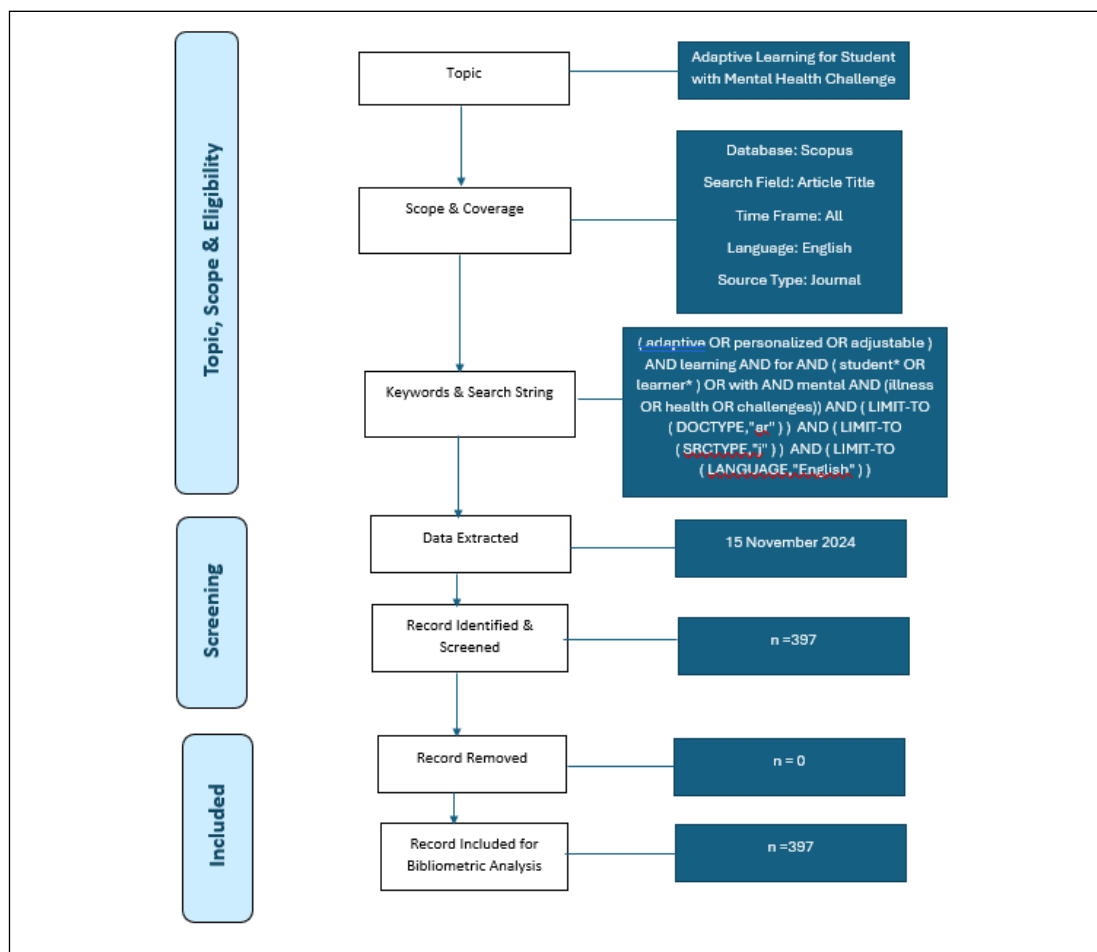 Topic, Scope & Eligibility
Topic
Adaptive Learning for Student
with Mental Health Challenge
Scope & Coverage
Database: Scopus
Search Field: Article Title
Time Frame: All
Language: English
Source Type: Journal
Keywords & Search String
( adaptive OR personalized OR adjustable )
AND learning AND for AND ( student* OR
learner* ) OR with AND mental AND (illness
OR health OR challenges)) AND ( LIMIT-TO
( DOCTYPE,"ar" ) ) AND ( LIMIT-TO
( SRCTYPE,"j" ) ) AND ( LIMIT-TO
( LANGUAGE,"English" ) )
Screening
Data Extracted
15 November 2024
Record Identified &
Screened
n =397
Included
Record Removed
n = 0
Record Included for
Bibliometric Analysis
n =397